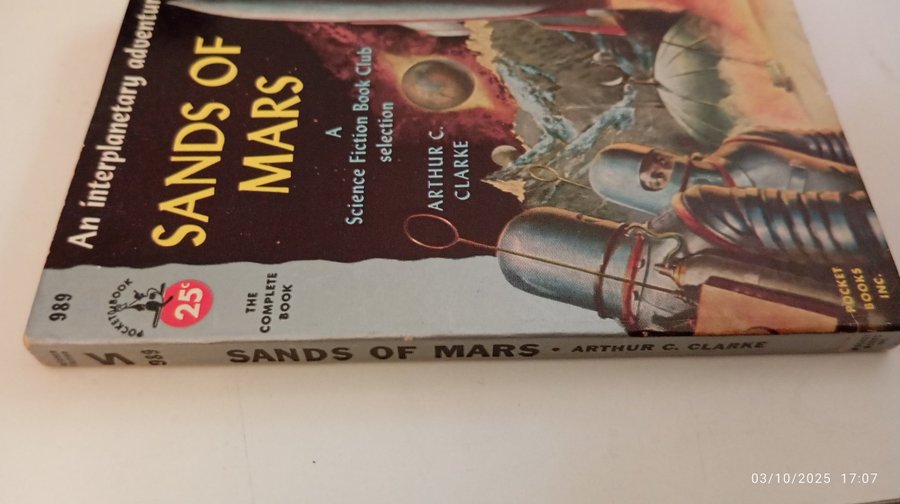 An interplanetary adventur
SANDS OF
MARS
A
Science Fiction Book Club
selection
ARTHUR C.
CLARKE
989
POCKET BOOK
25¢
THE
COMPLETE
BOOK
POCKET
BOOKS
INC.
989
SANDS OF MARS • ARTHUR C. CLARKE
03/10/2025 17:07